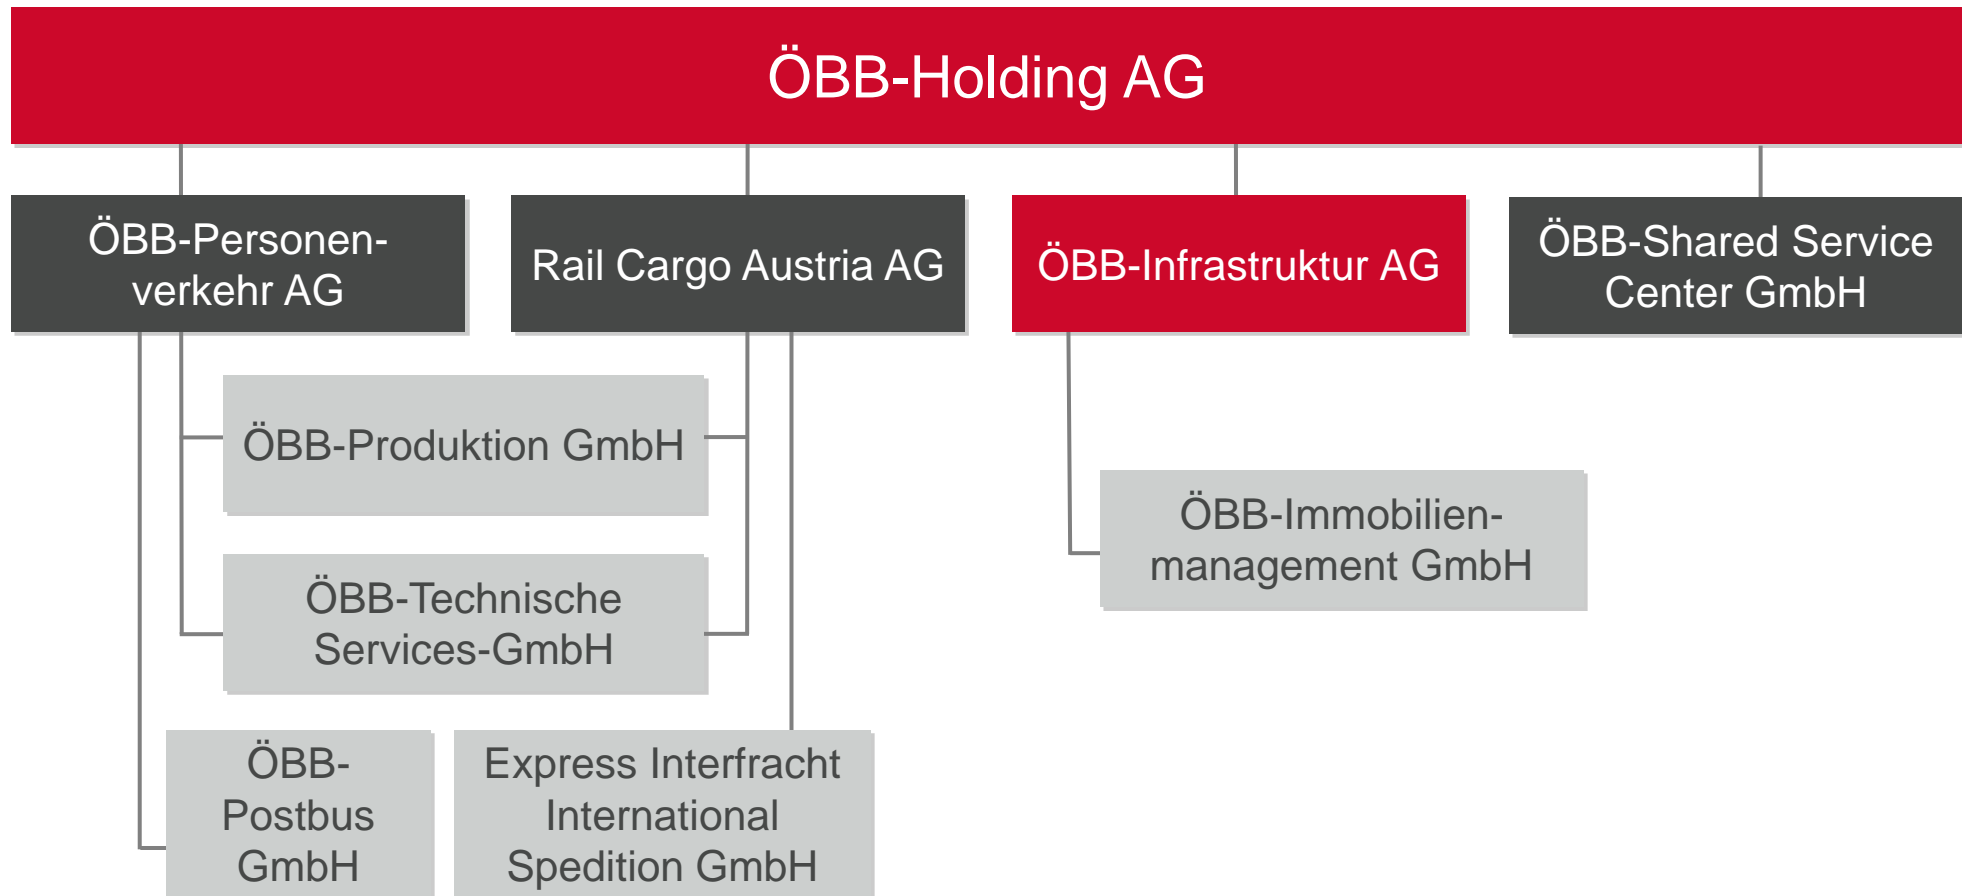 ÖBB-Holding AG
ÖBB-Personen-
verkehr AG
Rail Cargo Austria AG
ÖBB-Infrastruktur AG
ÖBB-Shared Service
Center GmbH
ÖBB-Produktion GmbH
ÖBB-Immobilien-
management GmbH
ÖBB-Technische
Services-GmbH
ÖBB-
Postbus
GmbH
Express Interfracht
International
Spedition GmbH